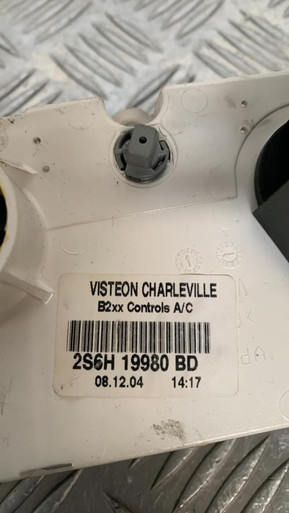 VISTEON CHARLEVILLE
B2xx Controls A/C
2S6H 19980 BD
08.12.04 14:17